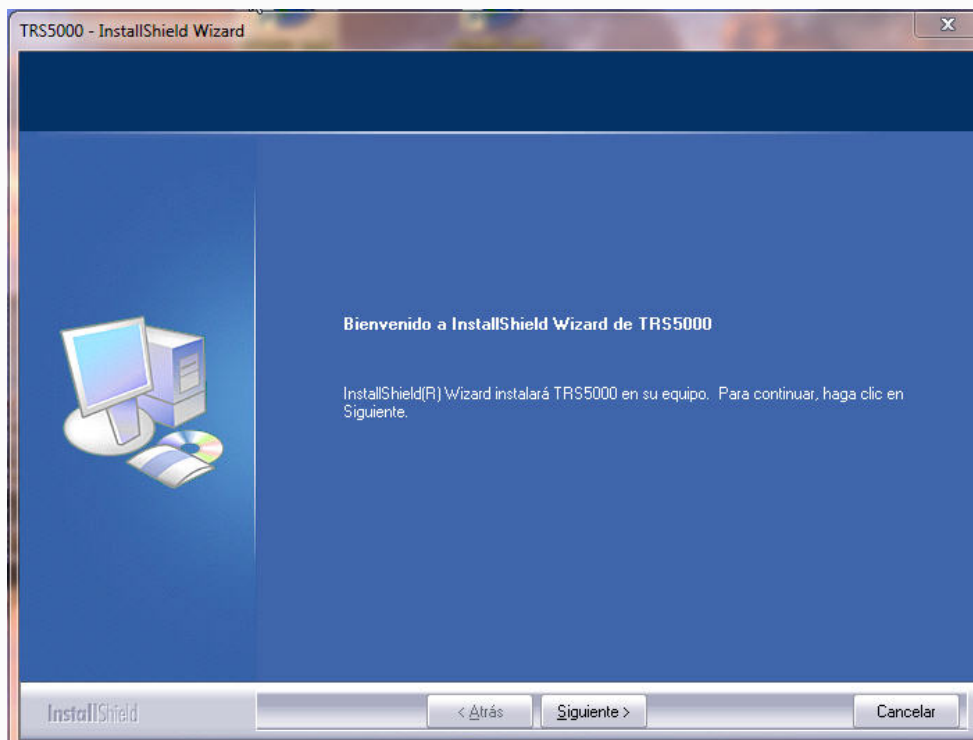 TRS5000 - InstallShield Wizard
Bienvenido a InstallShield Wizard de TRS5000
InstallShield(R) Wizard instalará TRS5000 en su equipo. Para continuar, haga clic en
Siguiente.
InstallShield
< Atrás
Siguiente >
Cancelar